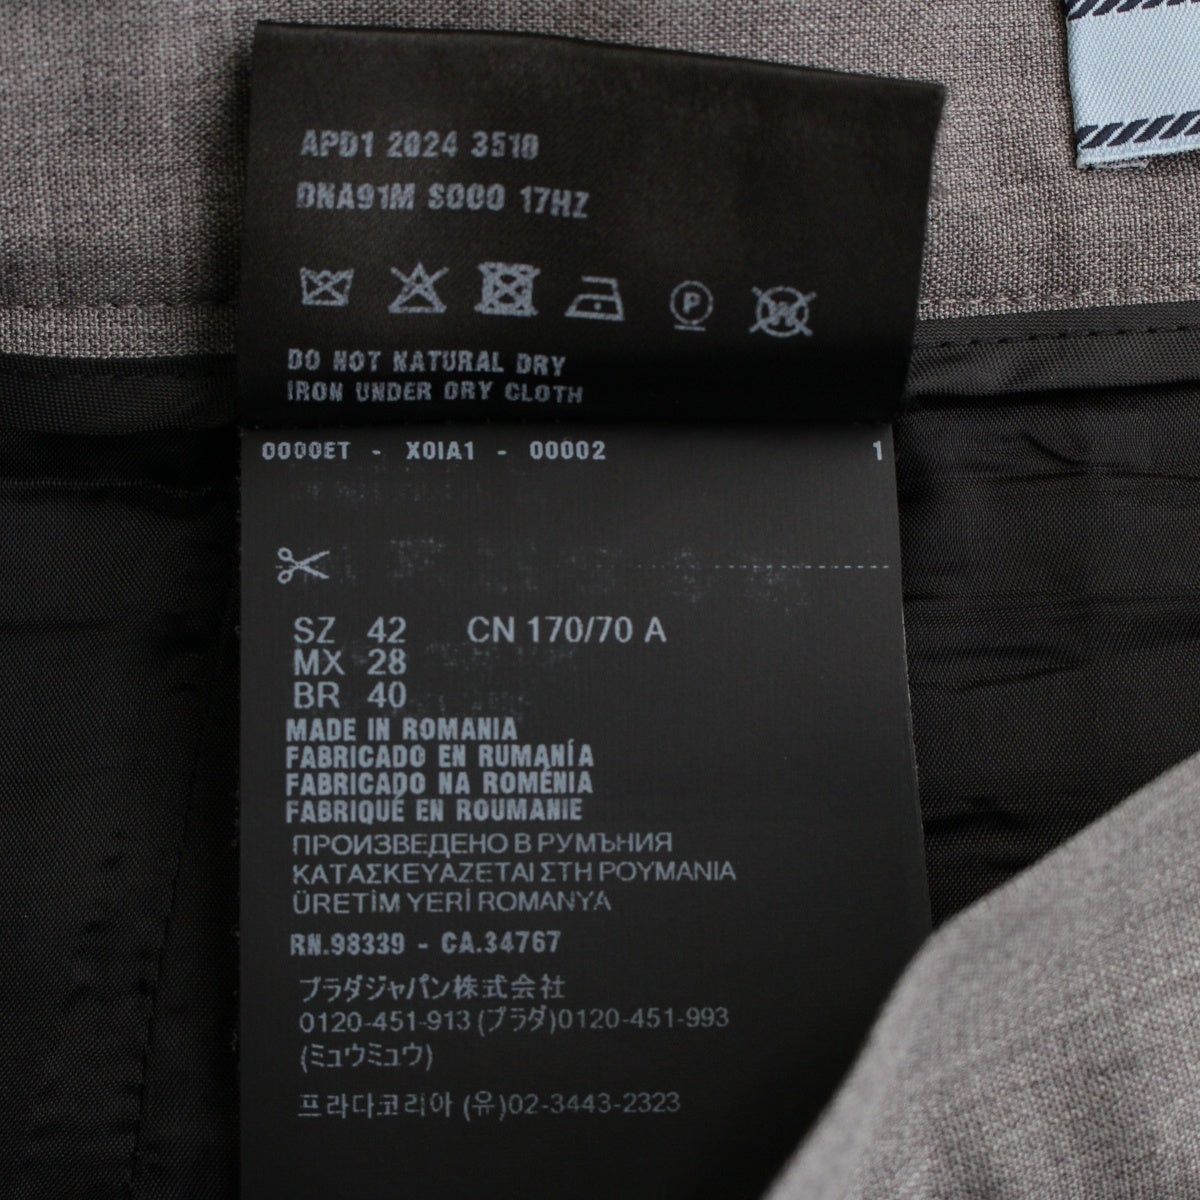 APD1 2024 3510
DNA91M S000 17HZ
P
W
DO NOT NATURAL DRY
IRON UNDER DRY CLOTH
0000ET - X0IA1 - 00002 1
SZ 42 CN 170/70 A
MX 28
BR 40
MADE IN ROMANIA
FABRICADO EN RUMANÍA
FABRICADO NA ROMÉNIA
FABRIQUÉ EN ROUMANIE
ПРОИЗВЕДЕНО В РУМЪНИЯ
ΚΑΤΑΣΚΕΥΑΖΕΤΑΙ ΣΤΗ ΡΟΥΜΑΝΙΑ
ÜRETİM YERİ ROMANYA
RN.98339 - CA.34767
プラダジャパン株式会社
0120-451-913 (プラダ)0120-451-993
(ミュウミュウ)
프라다코리아 (유)02-3443-2323